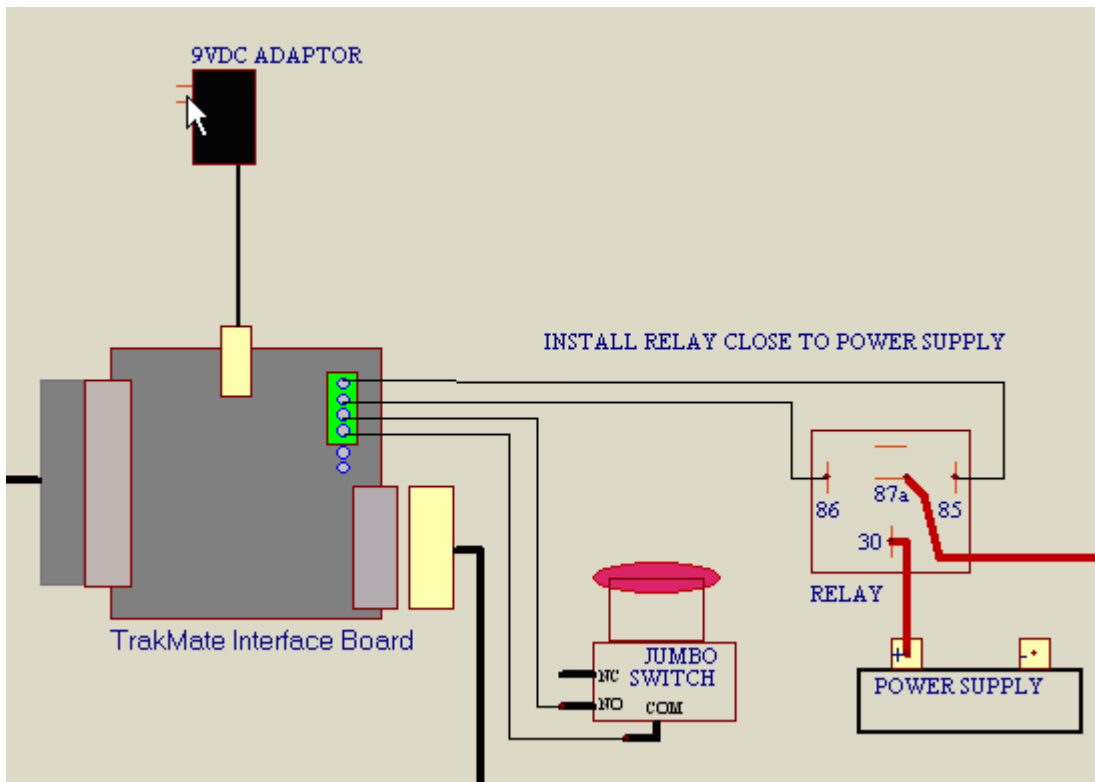 9VDC ADAPTOR
INSTALL RELAY CLOSE TO POWER SUPPLY
86
87a
85
30
RELAY
TrakMate Interface Board
JUMBO
SWITCH
NC
NO
COM
+
-
POWER SUPPLY